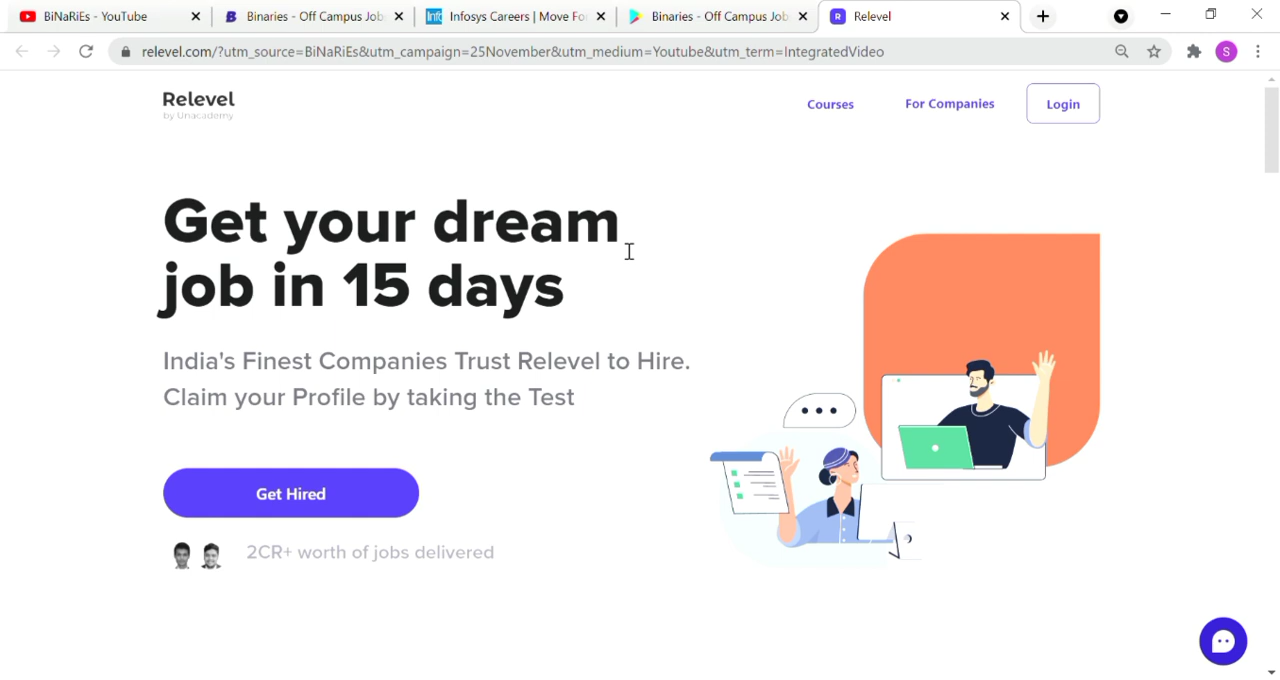 BiNaRiEs - YouTube
Binaries - Off Campus Job
Infosys Careers | Move Fo
Binaries - Off Campus Job
Relevel
relevel.com/?utm_source=BiNaRiEs&utm_campaign=25November&utm_medium=Youtube&utm_term=IntegratedVideo
S
Relevel
by Unacademy
Courses
For Companies
Login
Get your dream
job in 15 days
India's Finest Companies Trust Relevel to Hire.
Claim your Profile by taking the Test
Get Hired
2CR+ worth of jobs delivered